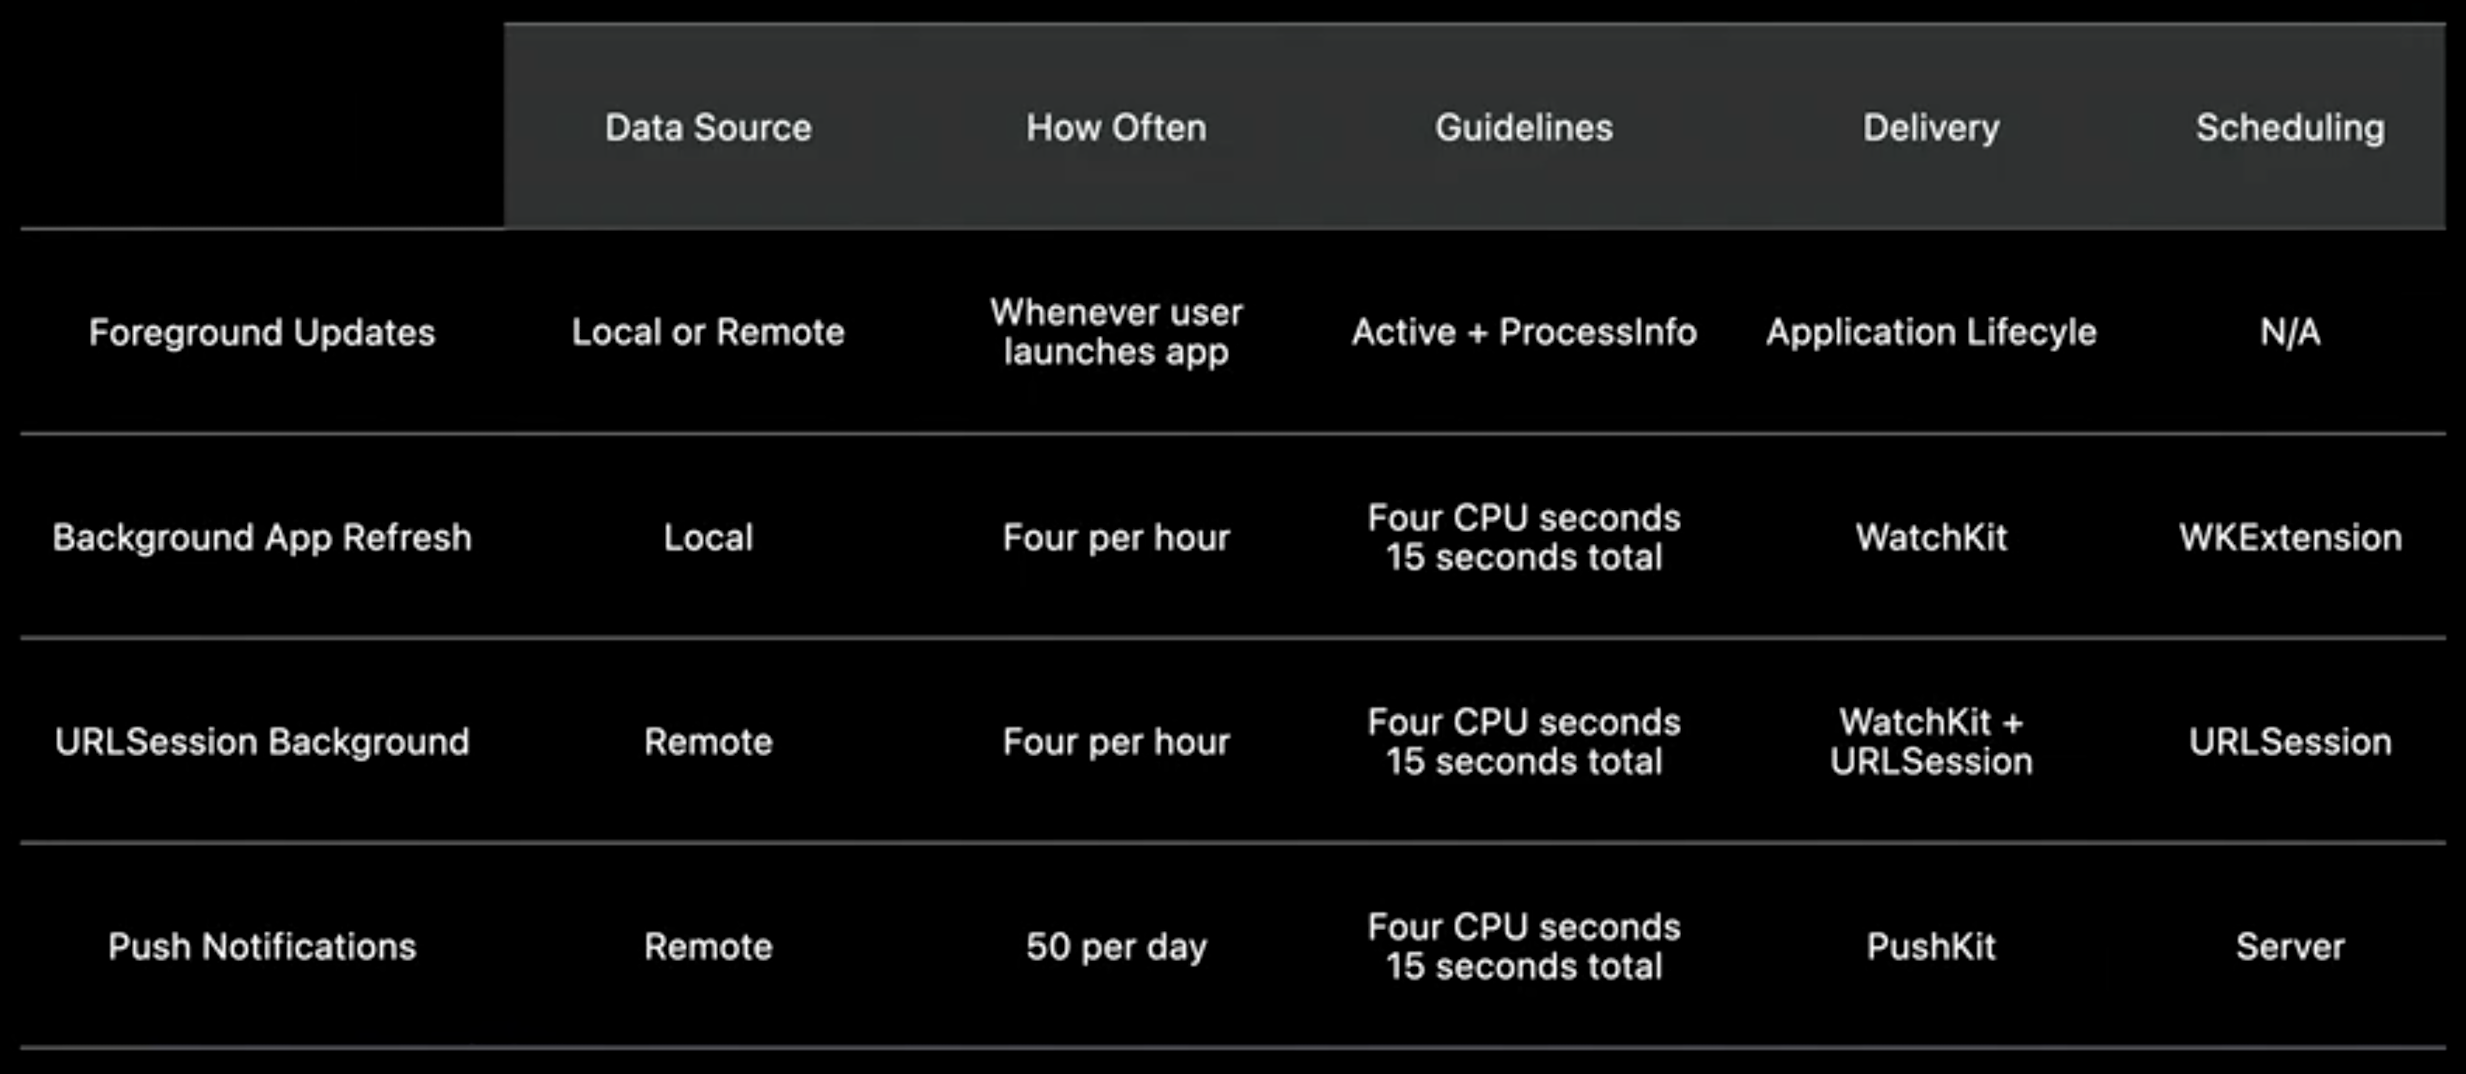 Data Source
How Often
Guidelines
Delivery
Scheduling
Foreground Updates
Local or Remote
Whenever user
launches app
Active + ProcessInfo
Application Lifecyle
N/A
Background App Refresh
Local
Four per hour
Four CPU seconds
15 seconds total
WatchKit
WKExtension
URLSession Background
Remote
Four per hour
Four CPU seconds
15 seconds total
WatchKit +
URLSession
URLSession
Push Notifications
Remote
50 per day
Four CPU seconds
15 seconds total
PushKit
Server